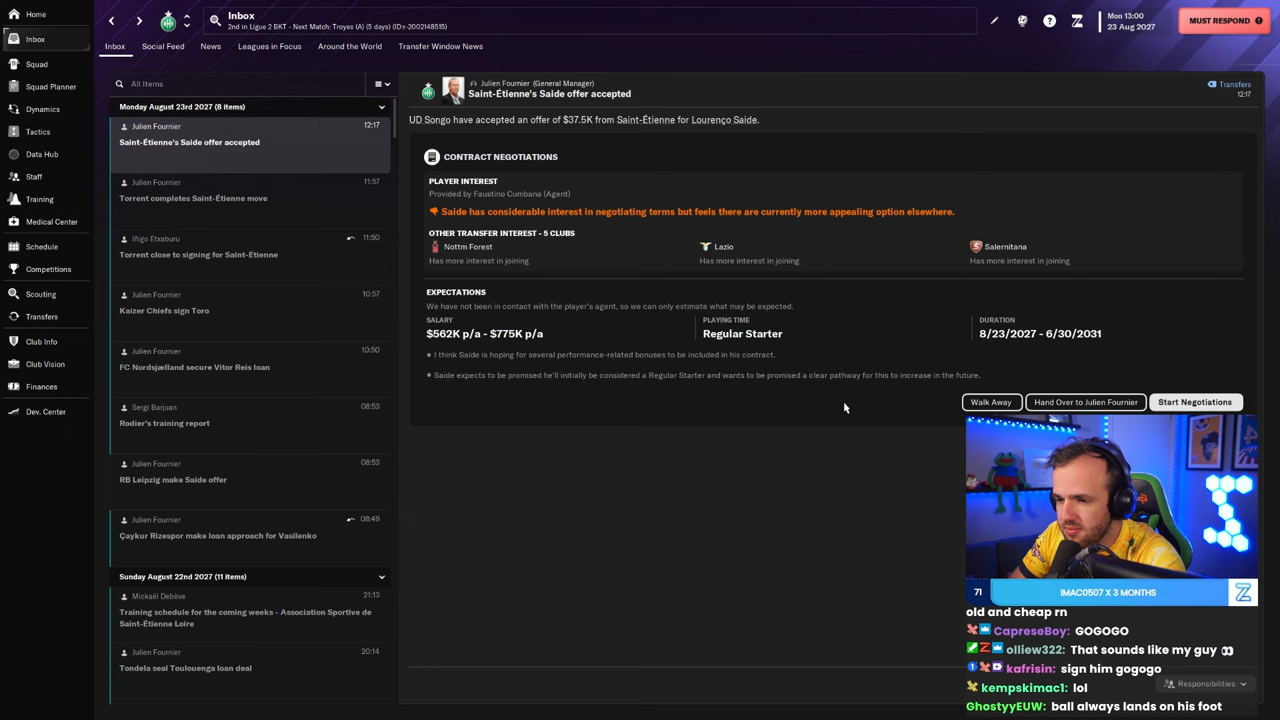 Home
Inbox
Squad
Squad Planner
Dynamics
Tactics
Data Hub
Staff
Training
Medical Center
Schedule
Competitions
Scouting
Transfers
Club Info
Club Vision
Finances
Dev. Center
Inbox
2nd in Ligue 2 BKT - Next Match: Troyes (A) (5 days) (ID:r-2002148515)
Mon 13:00
23 Aug 2027
MUST RESPOND
Inbox
Social Feed
News
Leagues in Focus
Around the World
Transfer Window News
All Items
Monday August 23rd 2027 (8 items)
Julien Fournier 12:17
Saint-Étienne's Saide offer accepted
Julien Fournier 11:57
Torrent completes Saint-Étienne move
Iñigo Etxaburu 11:50
Torrent close to signing for Saint-Étienne
Julien Fournier 10:57
Kaizer Chiefs sign Toro
Julien Fournier 10:50
FC Nordsjælland secure Vitor Reis loan
Sergi Barjuan 08:53
Rodier's training report
Julien Fournier 08:53
RB Leipzig make Saide offer
Julien Fournier 08:49
Çaykur Rizespor make loan approach for Vasilenko
Sunday August 22nd 2027 (11 items)
Mickaël Debève 21:13
Training schedule for the coming weeks - Association Sportive de
Saint-Étienne Loire
Julien Fournier 20:14
Tondela seal Toulouenga loan deal
Julien Fournier (General Manager)
Saint-Étienne's Saide offer accepted
Transfers
12:17
UD Songo have accepted an offer of $37.5K from Saint-Étienne for Lourenço Saide.
CONTRACT NEGOTIATIONS
PLAYER INTEREST
Provided by Faustino Cumbana (Agent)
Saide has considerable interest in negotiating terms but feels there are currently more appealing option elsewhere.
OTHER TRANSFER INTEREST - 5 CLUBS
Nottm Forest
Has more interest in joining
Lazio
Has more interest in joining
Salernitana
Has more interest in joining
EXPECTATIONS
We have not been in contact with the player's agent, so we can only estimate what may be expected.
SALARY
$562K p/a - $775K p/a
PLAYING TIME
Regular Starter
DURATION
8/23/2027 - 6/30/2031
I think Saide is hoping for several performance-related bonuses to be included in his contract.
Saide expects to be promised he'll initially be considered a Regular Starter and wants to be promised a clear pathway for this to increase in the future.
Walk Away
Hand Over to Julien Fournier
Start Negotiations
71
IMAC0507 X 3 MONTHS
old and cheap rn
CapreseBoy: GOGOGO
olliew322: That sounds like my guy 👀
kafrisin: sign him gogogo
kempskimac1: lol
Responsibilities
GhostyyEUW: ball always lands on his foot